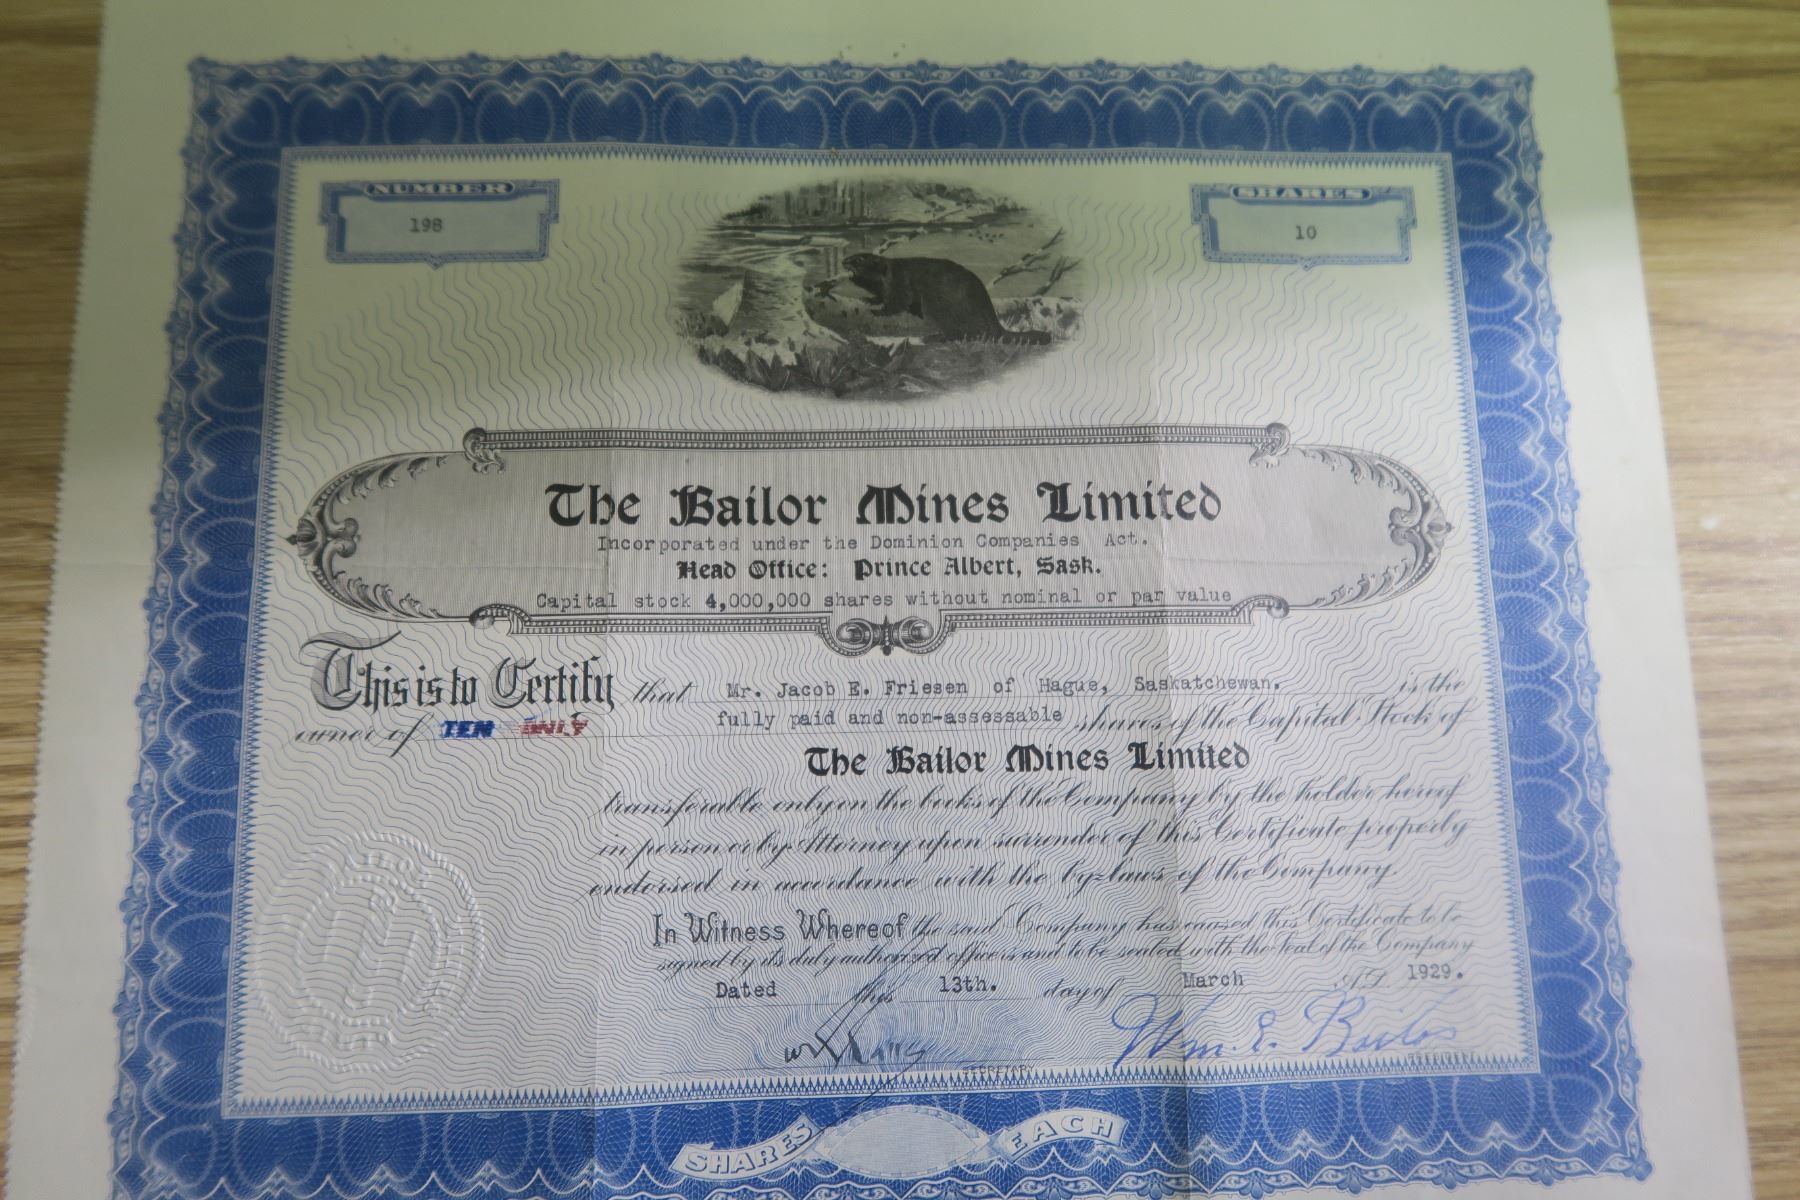 NUMBER
198
SHARES
10
The Bailor Mines Limited
Incorporated under the Dominion Companies Act.
Head Office: Prince Albert, Sask.
Capital stock 4,000,000 shares without nominal or par value
This is to Certify that Mr. Jacob E. Friesen of Hague, Saskatchewan, is the
owner of TEN ONLY fully paid and non-assessable shares of the Capital Stock of
The Bailor Mines Limited
transferable only on the books of the Company by the holder hereof
in person or by Attorney upon surrender of this Certificate properly
endorsed in accordance with the by-laws of the Company.
In Witness Whereof the said Company has caused this Certificate to be
signed by its duly authorized officers and to be sealed with the Seal of the Company
Dated this 13th. day of March 1929.
Wm. E. Bailor
SECRETARY
PRESIDENT
SHARES EACH